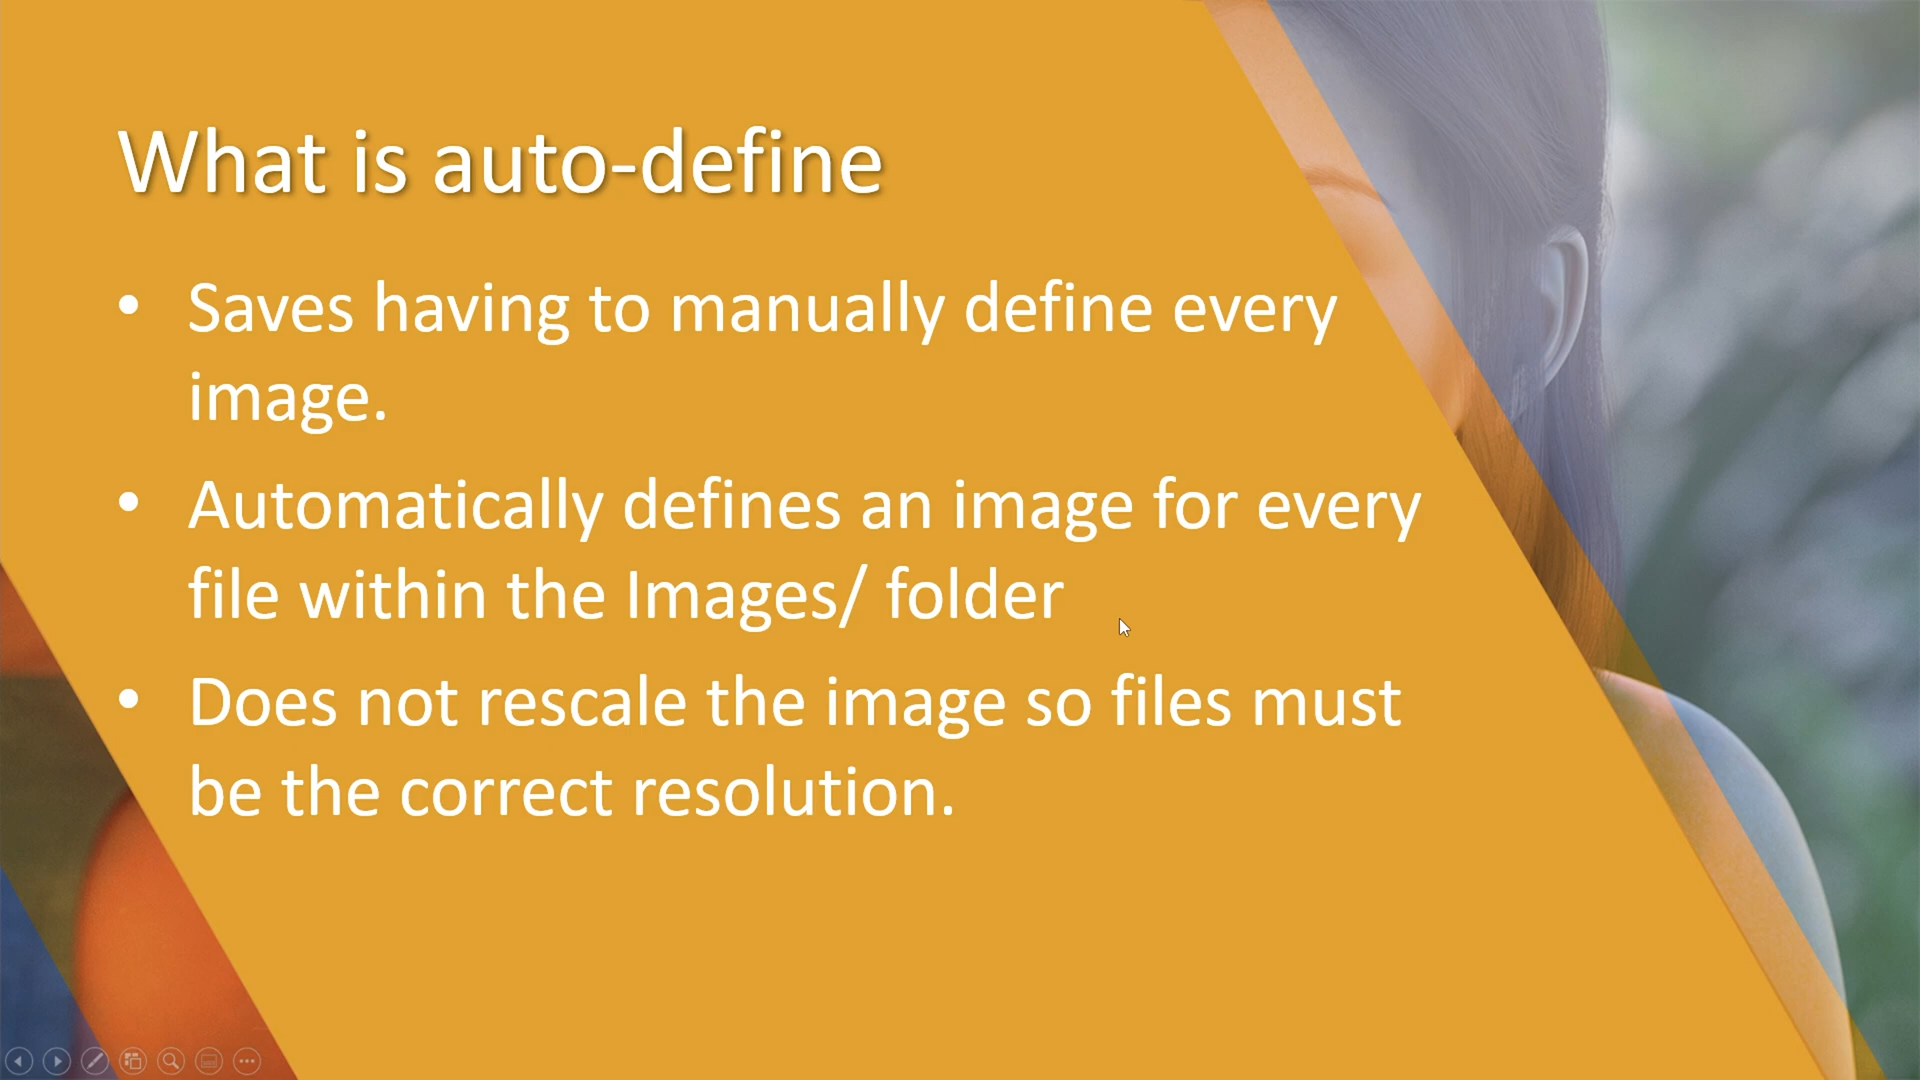 What is auto-define
• Saves having to manually define every
image.
• Automatically defines an image for every
file within the Images/ folder
• Does not rescale the image so files must
be the correct resolution.